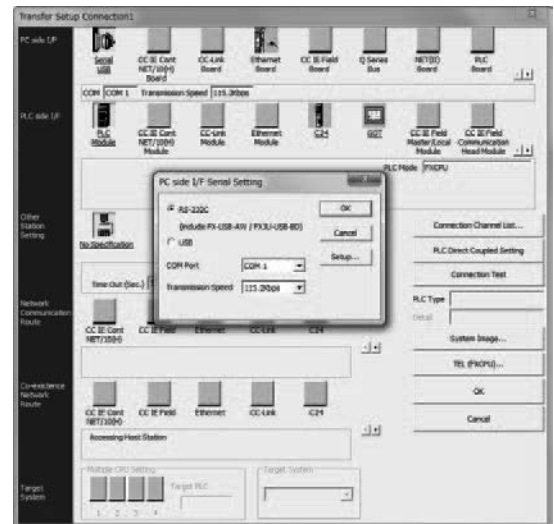 Transfer Setup Connection1
PC side I/F
Serial USB
CC IE Cont NET/10(H) Board
CC-Link Board
Ethernet Board
CC IE Field Board
Q Series Bus
NET(II) Board
PLC Board
COM COM 1 Transmission Speed 115.2Kbps
PLC side I/F
PLC Module
CC IE Cont NET/10(H) Module
CC-Link Module
Ethernet Module
C24
GOT
CC IE Field Master/Local Module
CC IE Field Communication Head Module
PLC Mode FXCPU
PC side I/F Serial Setting
RS-232C
(Include FX-USB-AW / FX3U-USB-BD)
USB
COM Port COM 1
Transmission Speed 115.2Kbps
OK
Cancel
Setup...
Other Station Setting
No Specification
Time Out (Sec.)
Connection Channel List...
PLC Direct Coupled Setting
Connection Test
PLC Type
Detail
System Image...
TEL (FXCPU)...
OK
Cancel
Network Communication Route
CC IE Cont NET/10(H)
CC IE Field
Ethernet
CC-Link
C24
Co-existence Network Route
CC IE Cont NET/10(H)
CC IE Field
Ethernet
CC-Link
C24
Accessing Host Station
Target System
Multiple CPU Setting
1 2 3 4
Target PLC
Target System